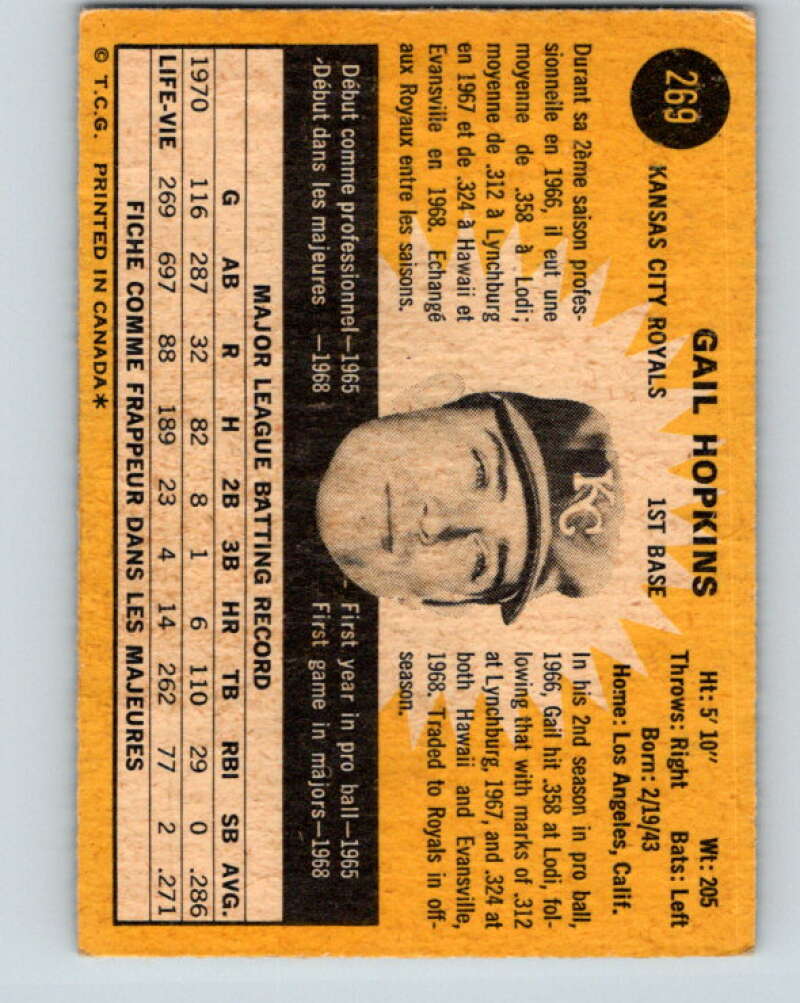 269
GAIL HOPKINS
KANSAS CITY ROYALS 1ST BASE
Ht: 5' 10" Wt: 205
Throws: Right Bats: Left
Born: 2/19/43
Home: Los Angeles, Calif.
Durant sa 2ème saison profes-
sionnelle en 1966, il eut une
moyenne de .358 à Lodi;
moyenne de .312 à Lynchburg
en 1967 et de .324 à Hawaii et
Evansville en 1968. Echangé
aux Royaux entre les saisons.
KC
In his 2nd season in pro ball,
1966, Gail hit .358 at Lodi, fol-
lowing that with marks of .312
at Lynchburg, 1967, and .324 at
both Hawaii and Evansville,
1968. Traded to Royals in off-
season.
Début comme professionnel—1965
Début dans les majeures —1968
First year in pro ball—1965
First game in majors—1968
MAJOR LEAGUE BATTING RECORD
G AB R H 2B 3B HR TB RBI SB AVG.
1970 116 287 32 82 8 1 6 110 29 0 .286
LIFE-VIE 269 697 88 189 23 4 14 262 77 2 .271
FICHE COMME FRAPPEUR DANS LES MAJEURES
© T.C.G. PRINTED IN CANADA*